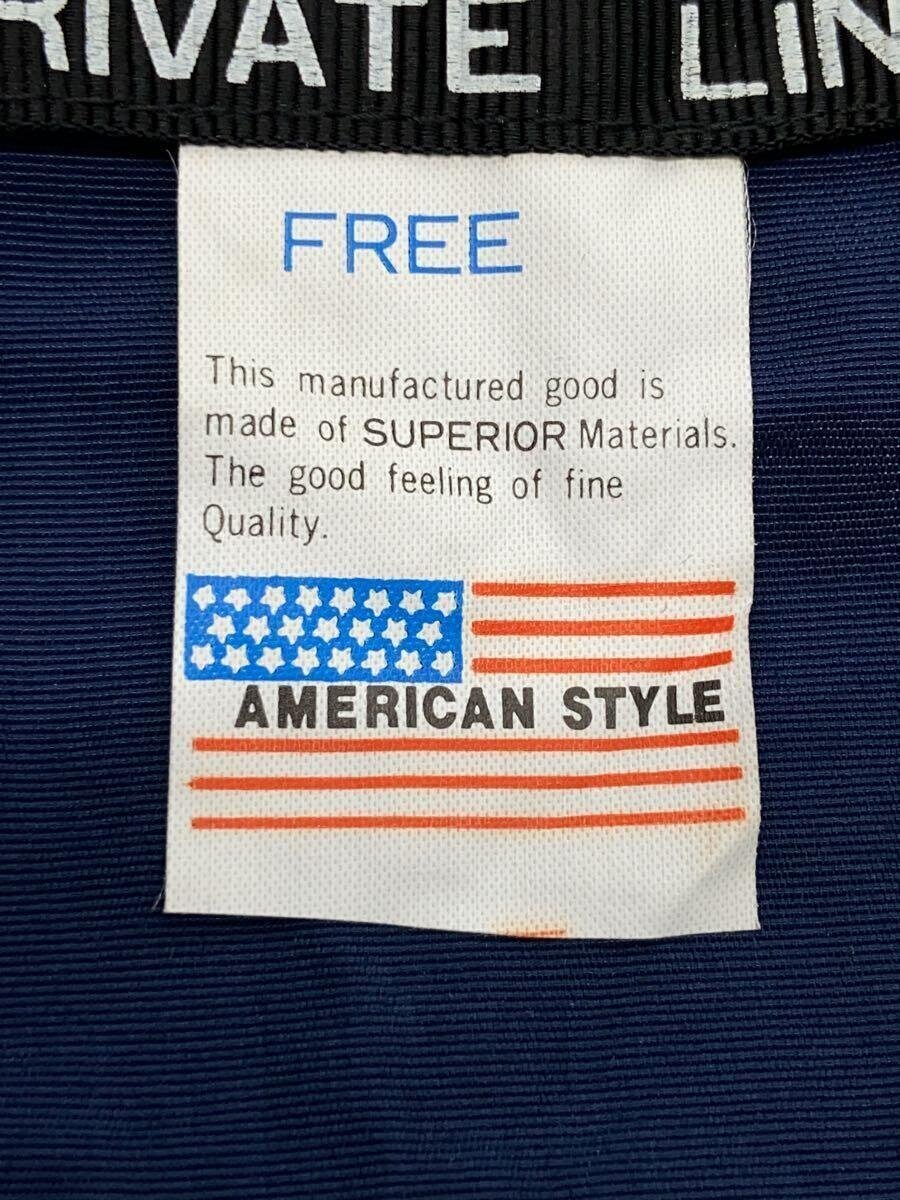 RIVATE LiN
FREE
This manufactured good is
made of SUPERIOR Materials.
The good feeling of fine
Quality.
AMERICAN STYLE